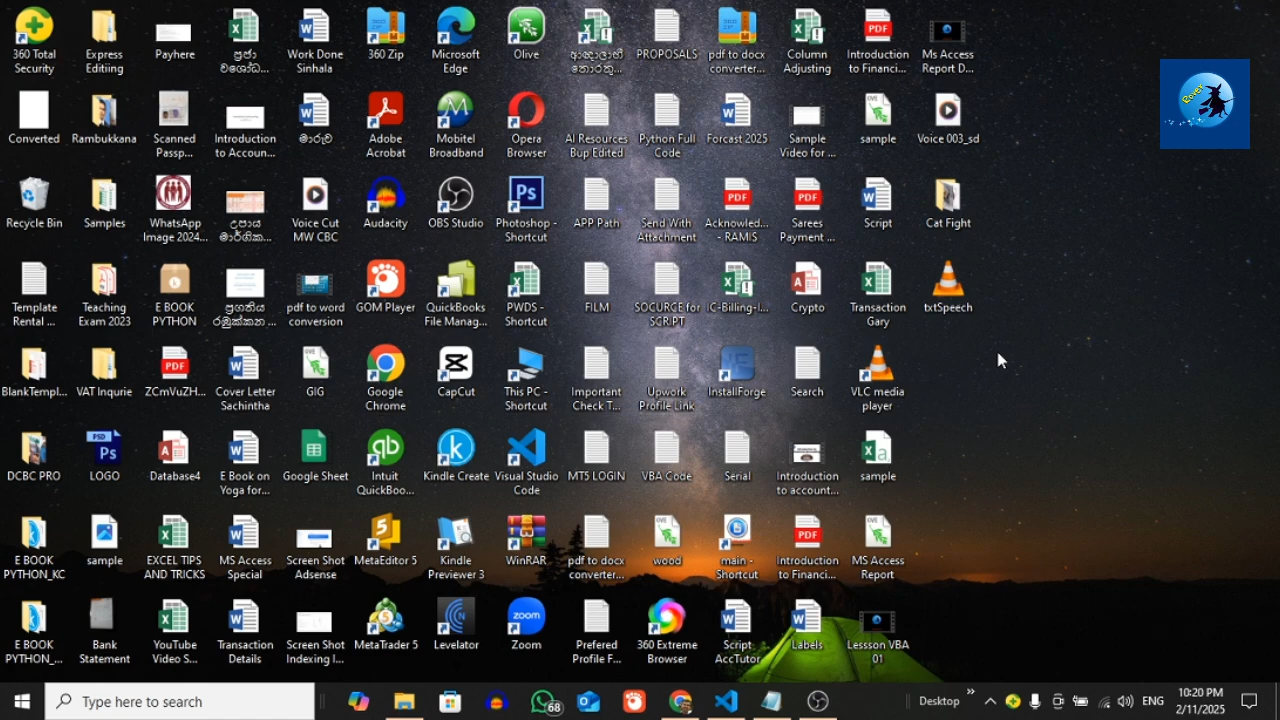 360 Total
Security
Express
Editiing
Payhere
ප්‍රජා
වශෝධ...
Work Done
Sinhala
360 Zip
Microsoft
Edge
Olive
PROPOSALS
pdf to docx
converter...
Column
Adjusting
Introduction
to Financi...
Ms Access
Report D...
Converted
Rambukkana
Scanned
Passp...
Introduction
to Accoun...
මාරුව
Adobe
Acrobat
Mobitel
Broadband
Opera
Browser
AI Resources
Bup Edited
Python Full
Code
Forcast 2025
Sample
Video for ...
sample
Voice 003_sd
Recycle Bin
Samples
WhatsApp
Image 2024...
උපාය
මාර්ගික...
Voice Cut
MW CBC
Audacity
OBS Studio
Photoshop -
Shortcut
APP Path
Send With
Attachment
Acknowled...
- RAMIS
Sarees
Payment ...
Script
Cat Fight
Template
Rental ...
Teaching
Exam 2023
E BOOK
PYTHON
ප්‍රගතිය
රඹුක්කන ...
pdf to word
conversion
GOM Player
QuickBooks
File Manag...
PWDS -
Shortcut
FILM
SOCURGE for
SCRIPT
IC-Billing-I...
Crypto
Transaction
Gary
txtSpeech
BlankTempl...
VAT Inqurie
ZCmVuZH...
Cover Letter
Sachintha
GIG
Google
Chrome
CapCut
This PC -
Shortcut
Important
Check T...
Upwork
Profile Link
InstallForge
Search
VLC media
player
DCBC PRO
LOGO
Database4
E Book on
Yoga for...
Google Sheet
Intuit
QuickBoo...
Kindle Create
Visual Studio
Code
MT5 LOGIN
VBA Code
Serial
Introduction
to account...
sample
E BOOK
PYTHON_KC
sample
EXCEL TIPS
AND TRICKS
MS Access
Special
Screen Shot
Adsense
MetaEditor 5
Kindle
Previewer 3
WinRAR
pdf to docx
converter...
wood
main -
Shortcut
Introduction
to Financi...
MS Access
Report
E BOOK
PYTHON_...
Bank
Statement
YouTube
Video S...
Transaction
Details
Screen Shot
Indexing I...
MetaTrader 5
Levelator
Zoom
Prefered
Profile F...
360 Extreme
Browser
Script
AccTutor
Labels
Lessson VBA
01
Type here to search
68
Desktop
ENG
10:20 PM
2/11/2025